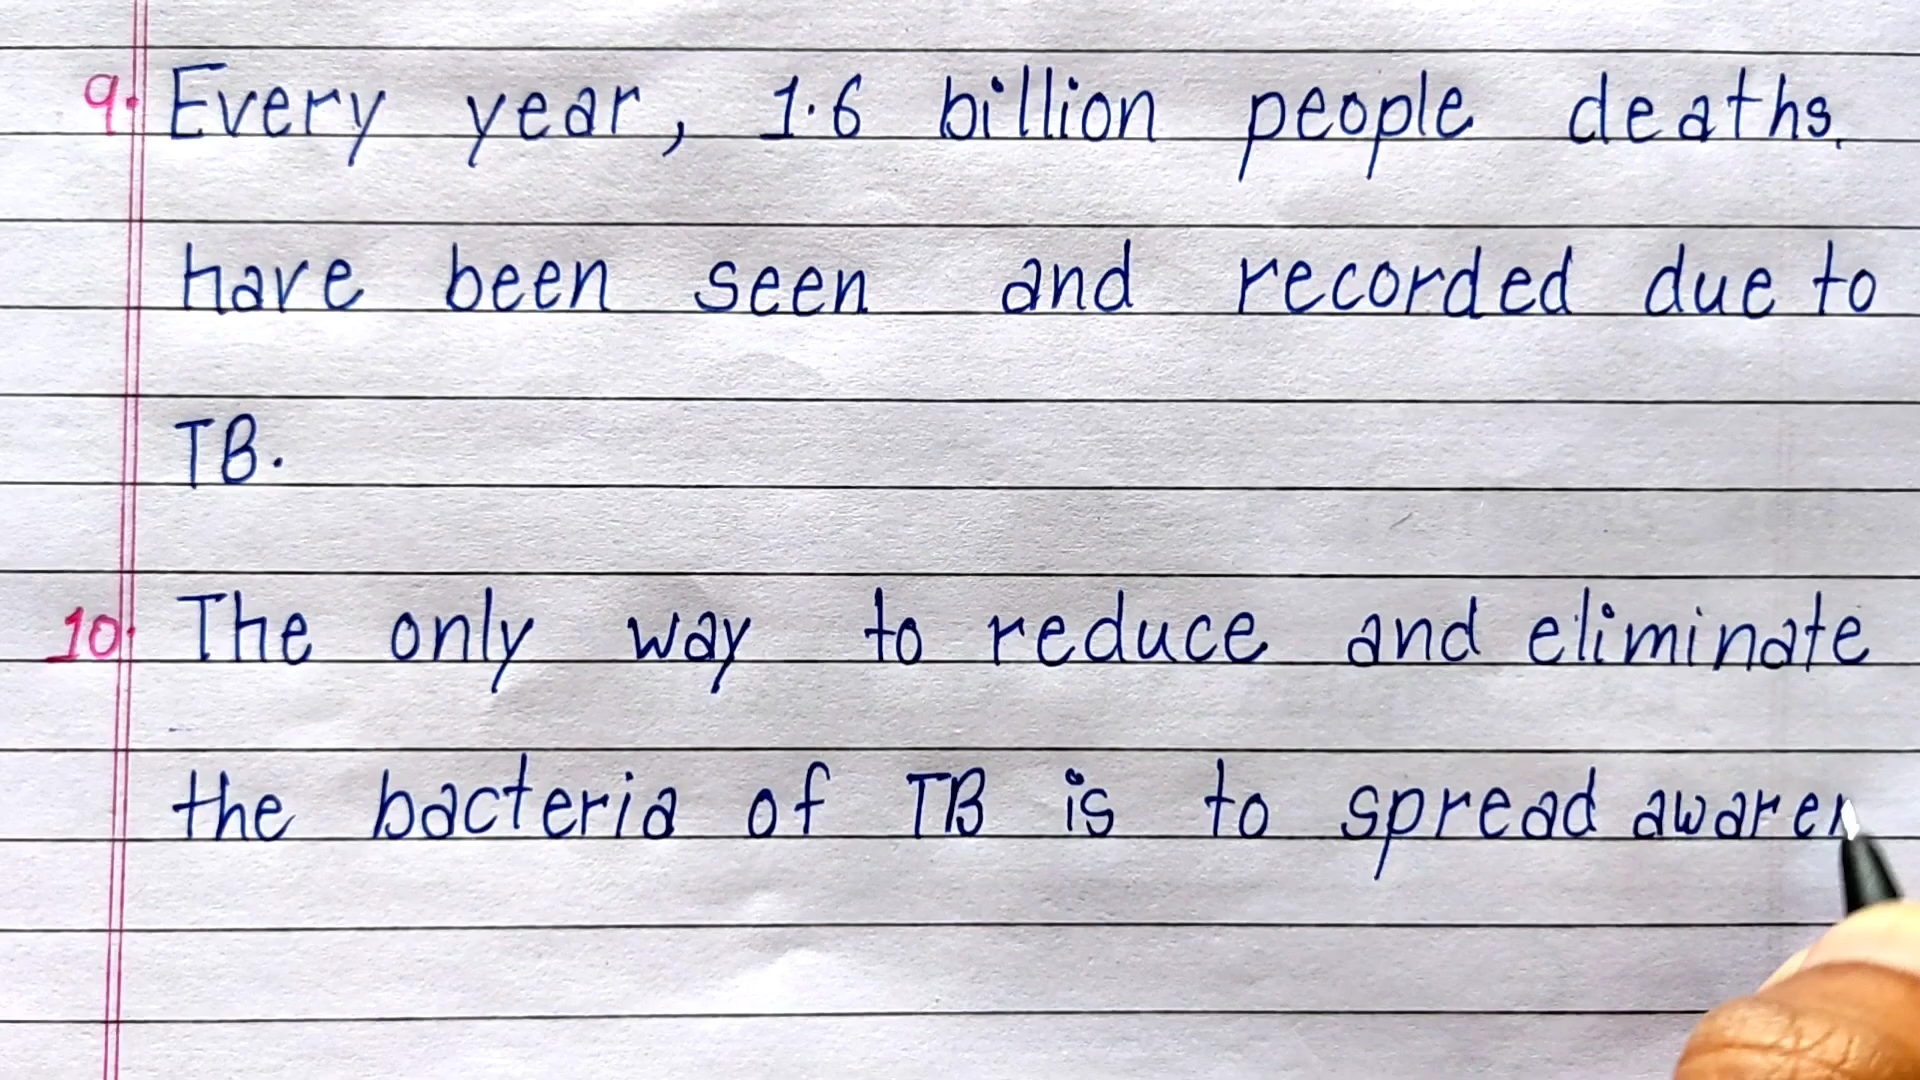 9. Every year, 1.6 billion people deaths.
have been seen and recorded due to
TB.
10. The only way to reduce and eliminate
the bacteria of TB is to spread awaren